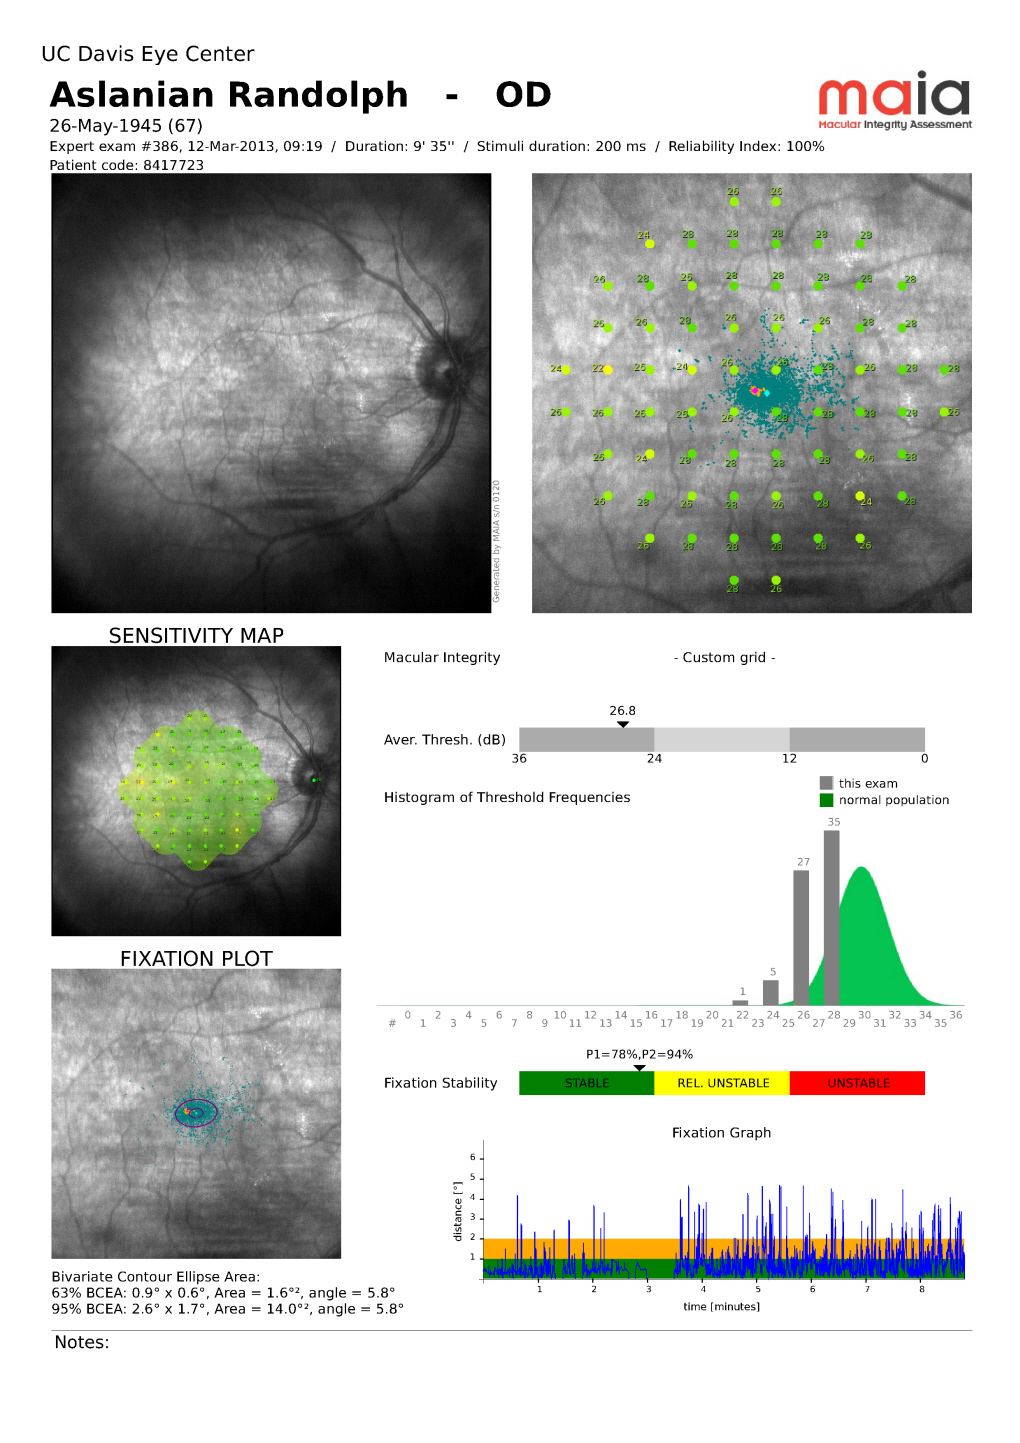 UC Davis Eye Center
Aslanian Randolph - OD
maia
Macular Integrity Assessment
26-May-1945 (67)
Expert exam #386, 12-Mar-2013, 09:19 / Duration: 9' 35'' / Stimuli duration: 200 ms / Reliability Index: 100%
Patient code: 8417723
26 26
24 28 28 28 28 28
26 28 26 28 28 28 28 28
26 26 28 26 26 26 28 28
24 22 26 24 26 26 28 28 28 28
26 26 26 26 26 28 28 28 28 26
26 24 28 28 28 28 26 28
26 28 26 28 26 28 24 28
26 28 28 28 28 26
28 26
Generated by MAIA s/n 0120
SENSITIVITY MAP
Macular Integrity - Custom grid -
26.8
Aver. Thresh. (dB)
36 24 12 0
Histogram of Threshold Frequencies
this exam
normal population
35
27
5
1
0 2 4 6 8 10 12 14 16 18 20 22 24 26 28 30 32 34 36
# 1 3 5 7 9 11 13 15 17 19 21 23 25 27 29 31 33 35
FIXATION PLOT
P1=78%,P2=94%
Fixation Stability STABLE REL. UNSTABLE UNSTABLE
Fixation Graph
distance [°]
6
5
4
3
2
1
1 2 3 4 5 6 7 8
time [minutes]
Bivariate Contour Ellipse Area:
63% BCEA: 0.9° x 0.6°, Area = 1.6°², angle = 5.8°
95% BCEA: 2.6° x 1.7°, Area = 14.0°², angle = 5.8°
Notes: